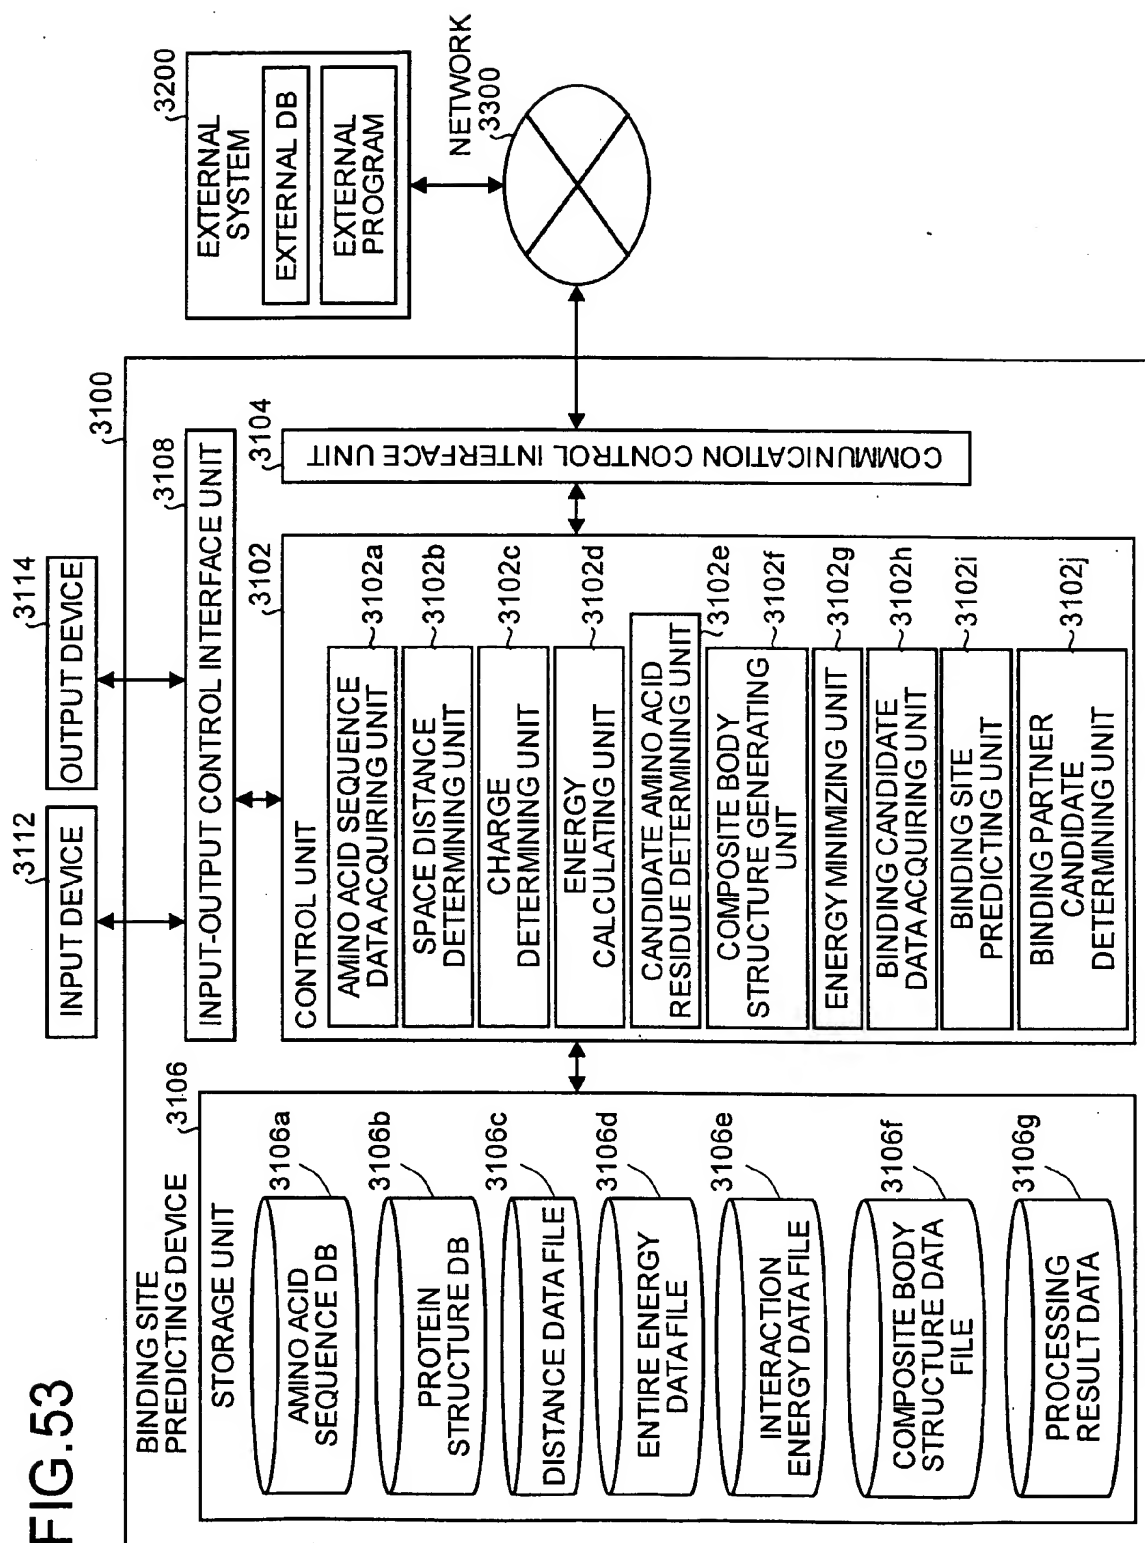 FIG.53
BINDING SITE
PREDICTING DEVICE
3100
INPUT DEVICE
3112
OUTPUT DEVICE
3114
INPUT-OUTPUT CONTROL INTERFACE UNIT
3108
STORAGE UNIT
3106
AMINO ACID
SEQUENCE DB
3106a
PROTEIN
STRUCTURE DB
3106b
DISTANCE DATA FILE
3106c
ENTIRE ENERGY
DATA FILE
3106d
INTERACTION
ENERGY DATA FILE
3106e
COMPOSITE BODY
STRUCTURE DATA
FILE
3106f
PROCESSING
RESULT DATA
3106g
CONTROL UNIT
3102
AMINO ACID SEQUENCE
DATA ACQUIRING UNIT
3102a
SPACE DISTANCE
DETERMINING UNIT
3102b
CHARGE
DETERMINING UNIT
3102c
ENERGY
CALCULATING UNIT
3102d
CANDIDATE AMINO ACID
RESIDUE DETERMINING UNIT
3102e
COMPOSITE BODY
STRUCTURE GENERATING
UNIT
3102f
ENERGY MINIMIZING UNIT
3102g
BINDING CANDIDATE
DATA ACQUIRING UNIT
3102h
BINDING SITE
PREDICTING UNIT
3102i
BINDING PARTNER
CANDIDATE
DETERMINING UNIT
3102j
COMMUNICATION CONTROL INTERFACE UNIT
3104
EXTERNAL
SYSTEM
3200
EXTERNAL DB
EXTERNAL
PROGRAM
NETWORK
3300